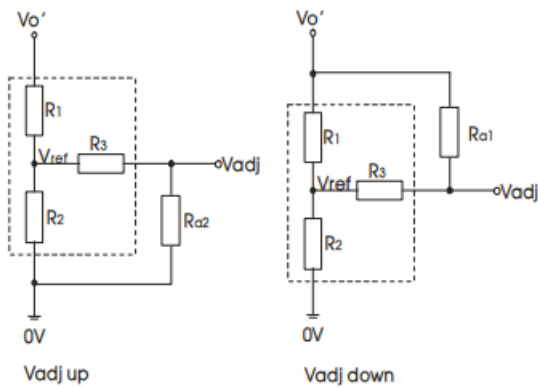 Vo'
R1
R3
Vref
Vadj
R2
Ra2
0V
Vadj up
Vo'
R1
Ra1
R3
Vref
Vadj
R2
0V
Vadj down